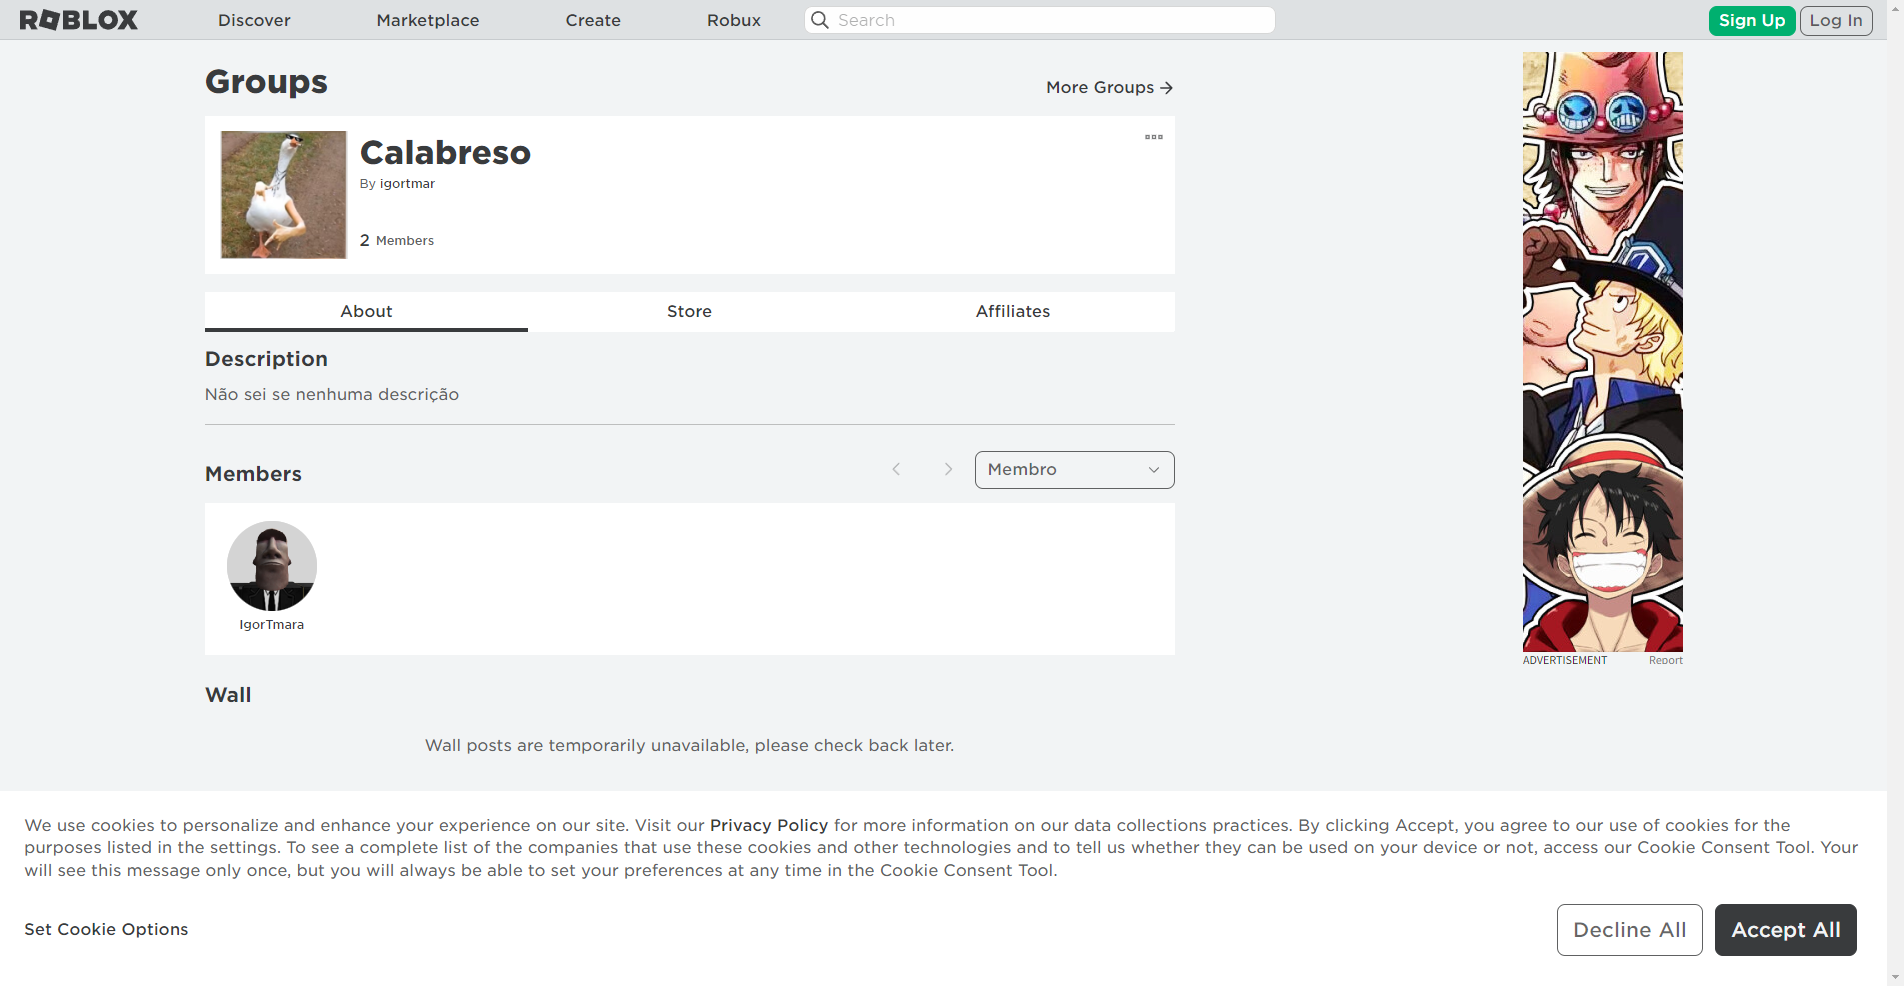 ROBLOX
Discover
Marketplace
Create
Robux
Search
Sign Up
Log In
Groups
More Groups
Calabreso
By igortmar
2 Members
About
Store
Affiliates
Description
Não sei se nenhuma descrição
Members
Membro
IgorTmara
Wall
Wall posts are temporarily unavailable, please check back later.
ADVERTISEMENT
Report
We use cookies to personalize and enhance your experience on our site. Visit our Privacy Policy for more information on our data collections practices. By clicking Accept, you agree to our use of cookies for the
purposes listed in the settings. To see a complete list of the companies that use these cookies and other technologies and to tell us whether they can be used on your device or not, access our Cookie Consent Tool. Your
will see this message only once, but you will always be able to set your preferences at any time in the Cookie Consent Tool.
Set Cookie Options
Decline All
Accept All